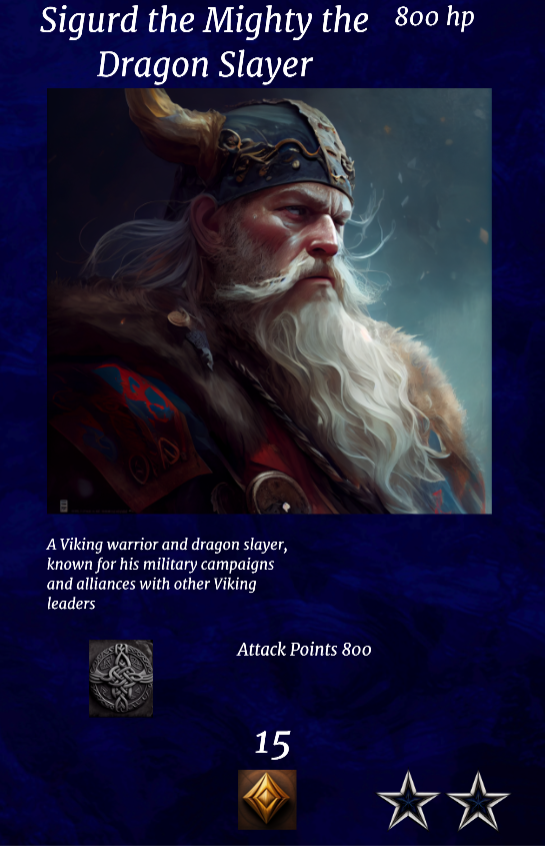 Sigurd the Mighty the
Dragon Slayer
800 hp
A Viking warrior and dragon slayer,
known for his military campaigns
and alliances with other Viking
leaders
Attack Points 800
15